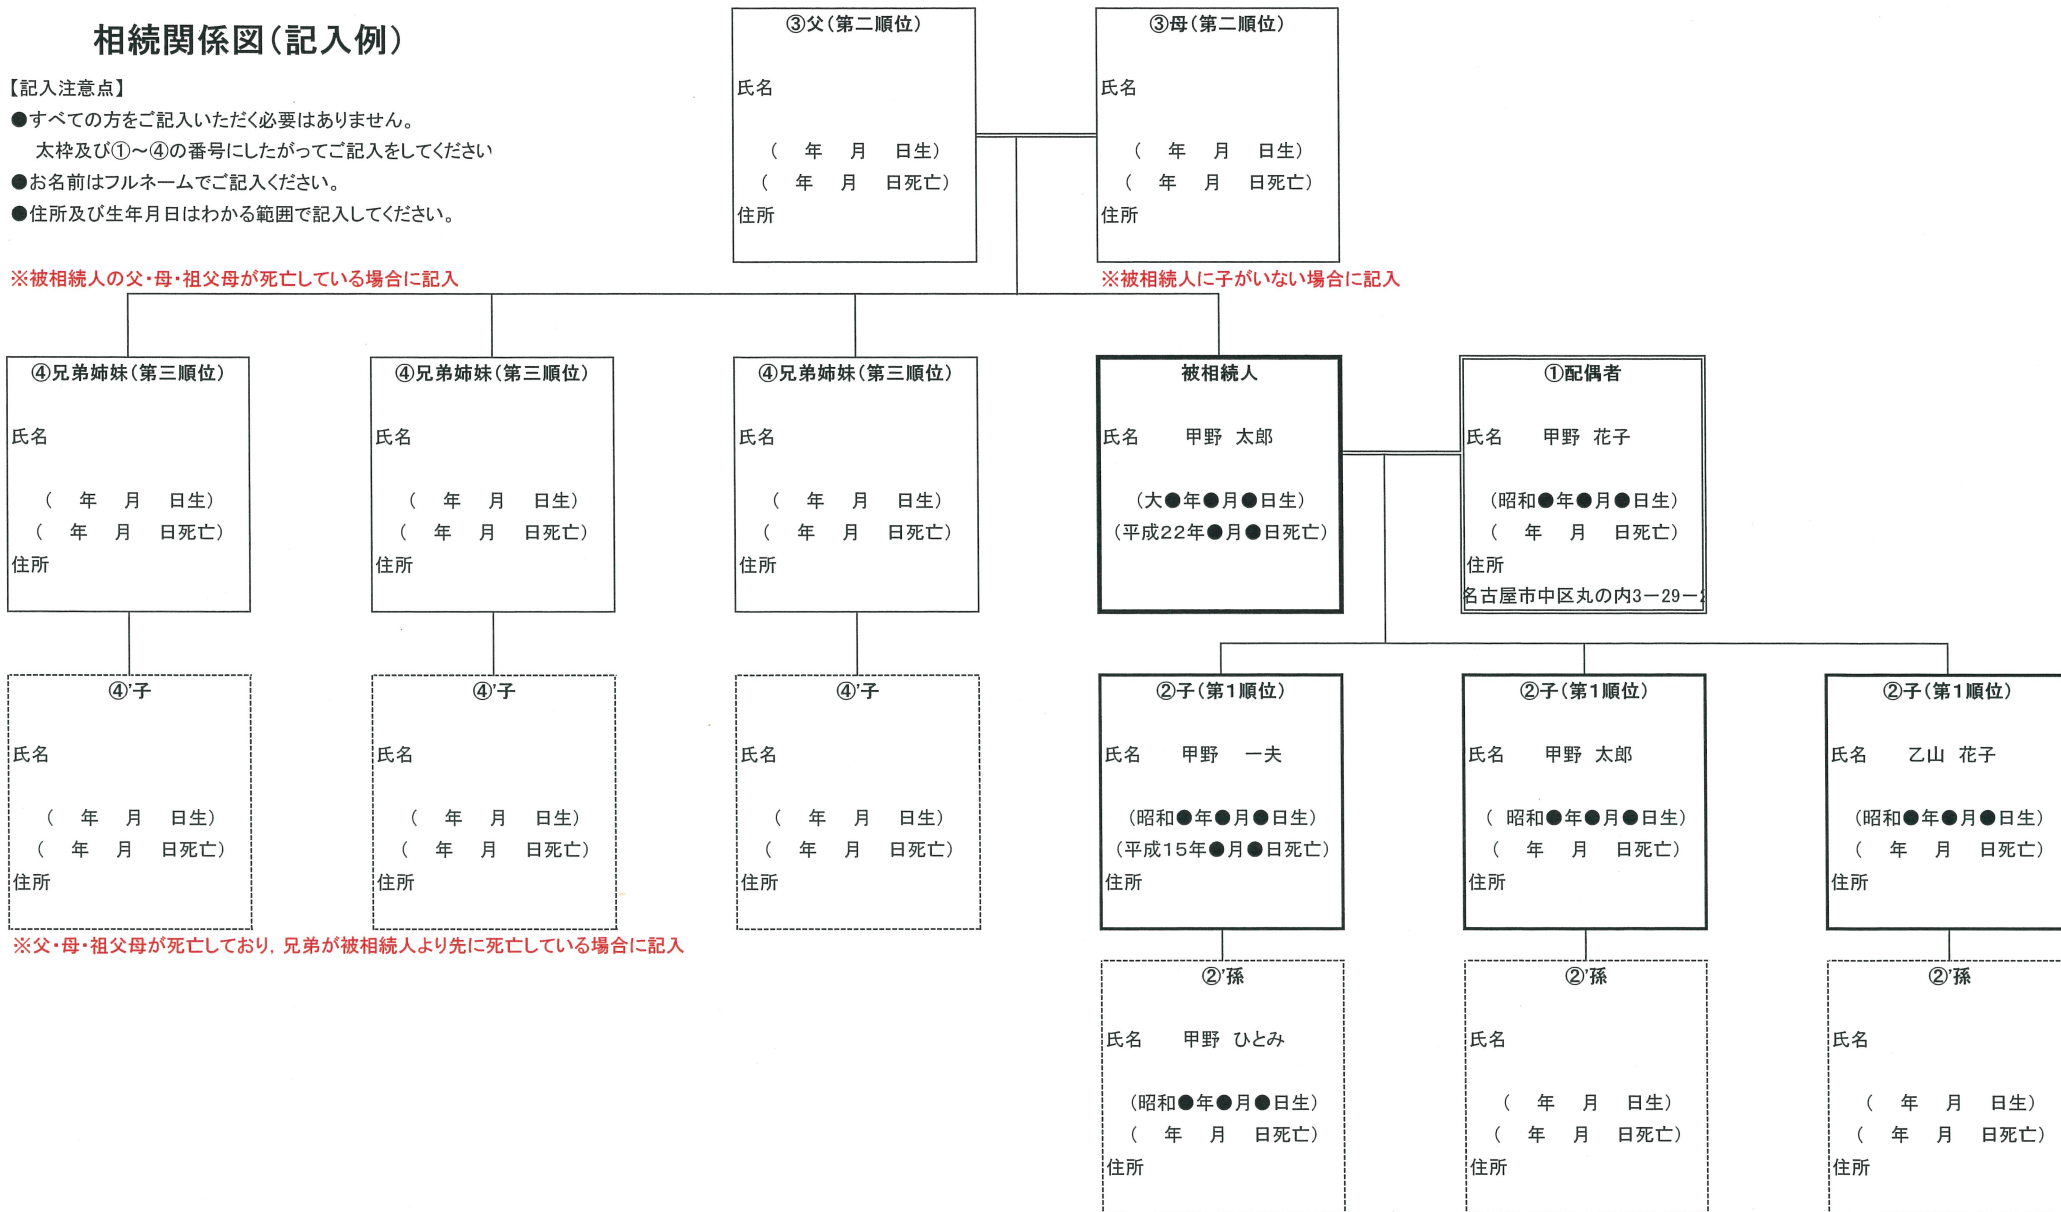 相続関係図(記入例)
【記入注意点】
●すべての方をご記入いただく必要はありません。
太枠及び①～④の番号にしたがってご記入をしてください
●お名前はフルネームでご記入ください。
●住所及び生年月日はわかる範囲で記入してください。
③父(第二順位)
氏名
( 年 月 日生)
( 年 月 日死亡)
住所
③母(第二順位)
氏名
( 年 月 日生)
( 年 月 日死亡)
住所
※被相続人の父・母・祖父母が死亡している場合に記入
※被相続人に子がいない場合に記入
④兄弟姉妹(第三順位)
氏名
( 年 月 日生)
( 年 月 日死亡)
住所
④兄弟姉妹(第三順位)
氏名
( 年 月 日生)
( 年 月 日死亡)
住所
④兄弟姉妹(第三順位)
氏名
( 年 月 日生)
( 年 月 日死亡)
住所
被相続人
氏名 甲野 太郎
(大●年●月●日生)
(平成22年●月●日死亡)
①配偶者
氏名 甲野 花子
(昭和●年●月●日生)
( 年 月 日死亡)
住所
名古屋市中区丸の内3－29－
④'子
氏名
( 年 月 日生)
( 年 月 日死亡)
住所
④'子
氏名
( 年 月 日生)
( 年 月 日死亡)
住所
④'子
氏名
( 年 月 日生)
( 年 月 日死亡)
住所
②子(第1順位)
氏名 甲野 一夫
(昭和●年●月●日生)
(平成15年●月●日死亡)
住所
②子(第1順位)
氏名 甲野 太郎
( 昭和●年●月●日生)
( 年 月 日死亡)
住所
②子(第1順位)
氏名 乙山 花子
(昭和●年●月●日生)
( 年 月 日死亡)
住所
※父・母・祖父母が死亡しており, 兄弟が被相続人より先に死亡している場合に記入
②'孫
氏名 甲野 ひとみ
(昭和●年●月●日生)
( 年 月 日死亡)
住所
②'孫
氏名
( 年 月 日生)
( 年 月 日死亡)
住所
②'孫
氏名
( 年 月 日生)
( 年 月 日死亡)
住所